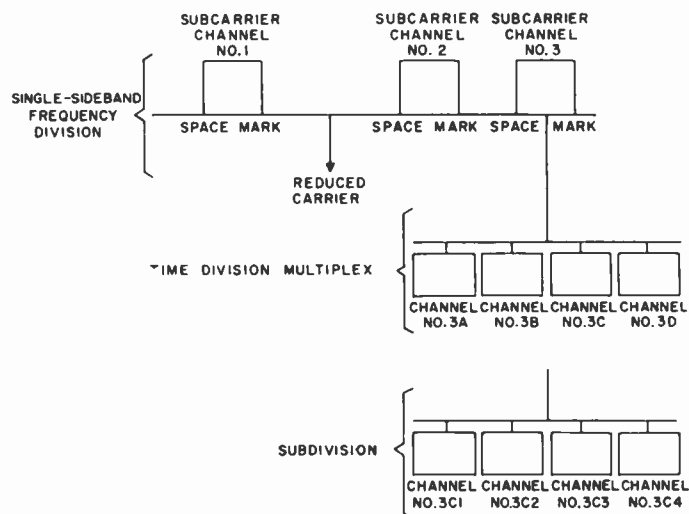 SUBCARRIER CHANNEL NO.1
SUBCARRIER CHANNEL NO. 2
SUBCARRIER CHANNEL NO. 3
SINGLE-SIDEBAND FREQUENCY DIVISION
SPACE MARK
SPACE MARK
SPACE MARK
REDUCED CARRIER
TIME DIVISION MULTIPLEX
CHANNEL NO.3A
CHANNEL NO.3B
CHANNEL NO.3C
CHANNEL NO.3D
SUBDIVISION
CHANNEL NO.3C1
CHANNEL NO.3C2
CHANNEL NO.3C3
CHANNEL NO.3C4